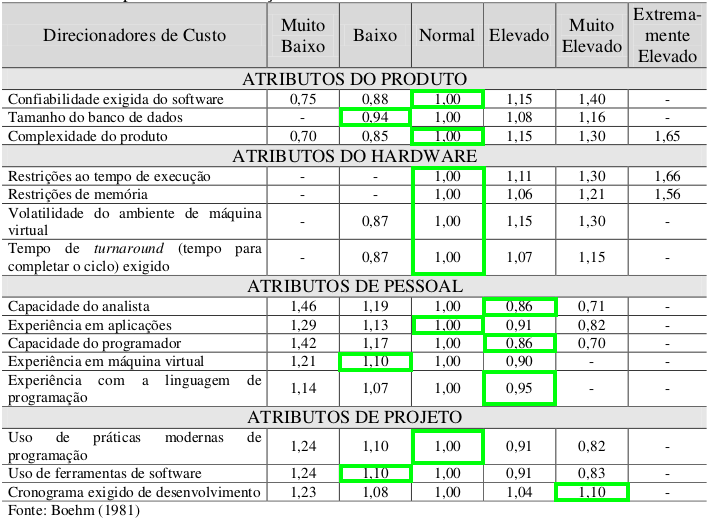 Direcionadores de Custo | Muito Baixo | Baixo | Normal | Elevado | Muito Elevado | Extrema-mente Elevado
ATRIBUTOS DO PRODUTO
Confiabilidade exigida do software | 0,75 | 0,88 | 1,00 | 1,15 | 1,40 | -
Tamanho do banco de dados | - | 0,94 | 1,00 | 1,08 | 1,16 | -
Complexidade do produto | 0,70 | 0,85 | 1,00 | 1,15 | 1,30 | 1,65
ATRIBUTOS DO HARDWARE
Restrições ao tempo de execução | - | - | 1,00 | 1,11 | 1,30 | 1,66
Restrições de memória | - | - | 1,00 | 1,06 | 1,21 | 1,56
Volatilidade do ambiente de máquina virtual | - | 0,87 | 1,00 | 1,15 | 1,30 | -
Tempo de turnaround (tempo para completar o ciclo) exigido | - | 0,87 | 1,00 | 1,07 | 1,15 | -
ATRIBUTOS DE PESSOAL
Capacidade do analista | 1,46 | 1,19 | 1,00 | 0,86 | 0,71 | -
Experiência em aplicações | 1,29 | 1,13 | 1,00 | 0,91 | 0,82 | -
Capacidade do programador | 1,42 | 1,17 | 1,00 | 0,86 | 0,70 | -
Experiência em máquina virtual | 1,21 | 1,10 | 1,00 | 0,90 | - | -
Experiência com a linguagem de programação | 1,14 | 1,07 | 1,00 | 0,95 | - | -
ATRIBUTOS DE PROJETO
Uso de práticas modernas de programação | 1,24 | 1,10 | 1,00 | 0,91 | 0,82 | -
Uso de ferramentas de software | 1,24 | 1,10 | 1,00 | 0,91 | 0,83 | -
Cronograma exigido de desenvolvimento | 1,23 | 1,08 | 1,00 | 1,04 | 1,10 | -
Fonte: Boehm (1981)